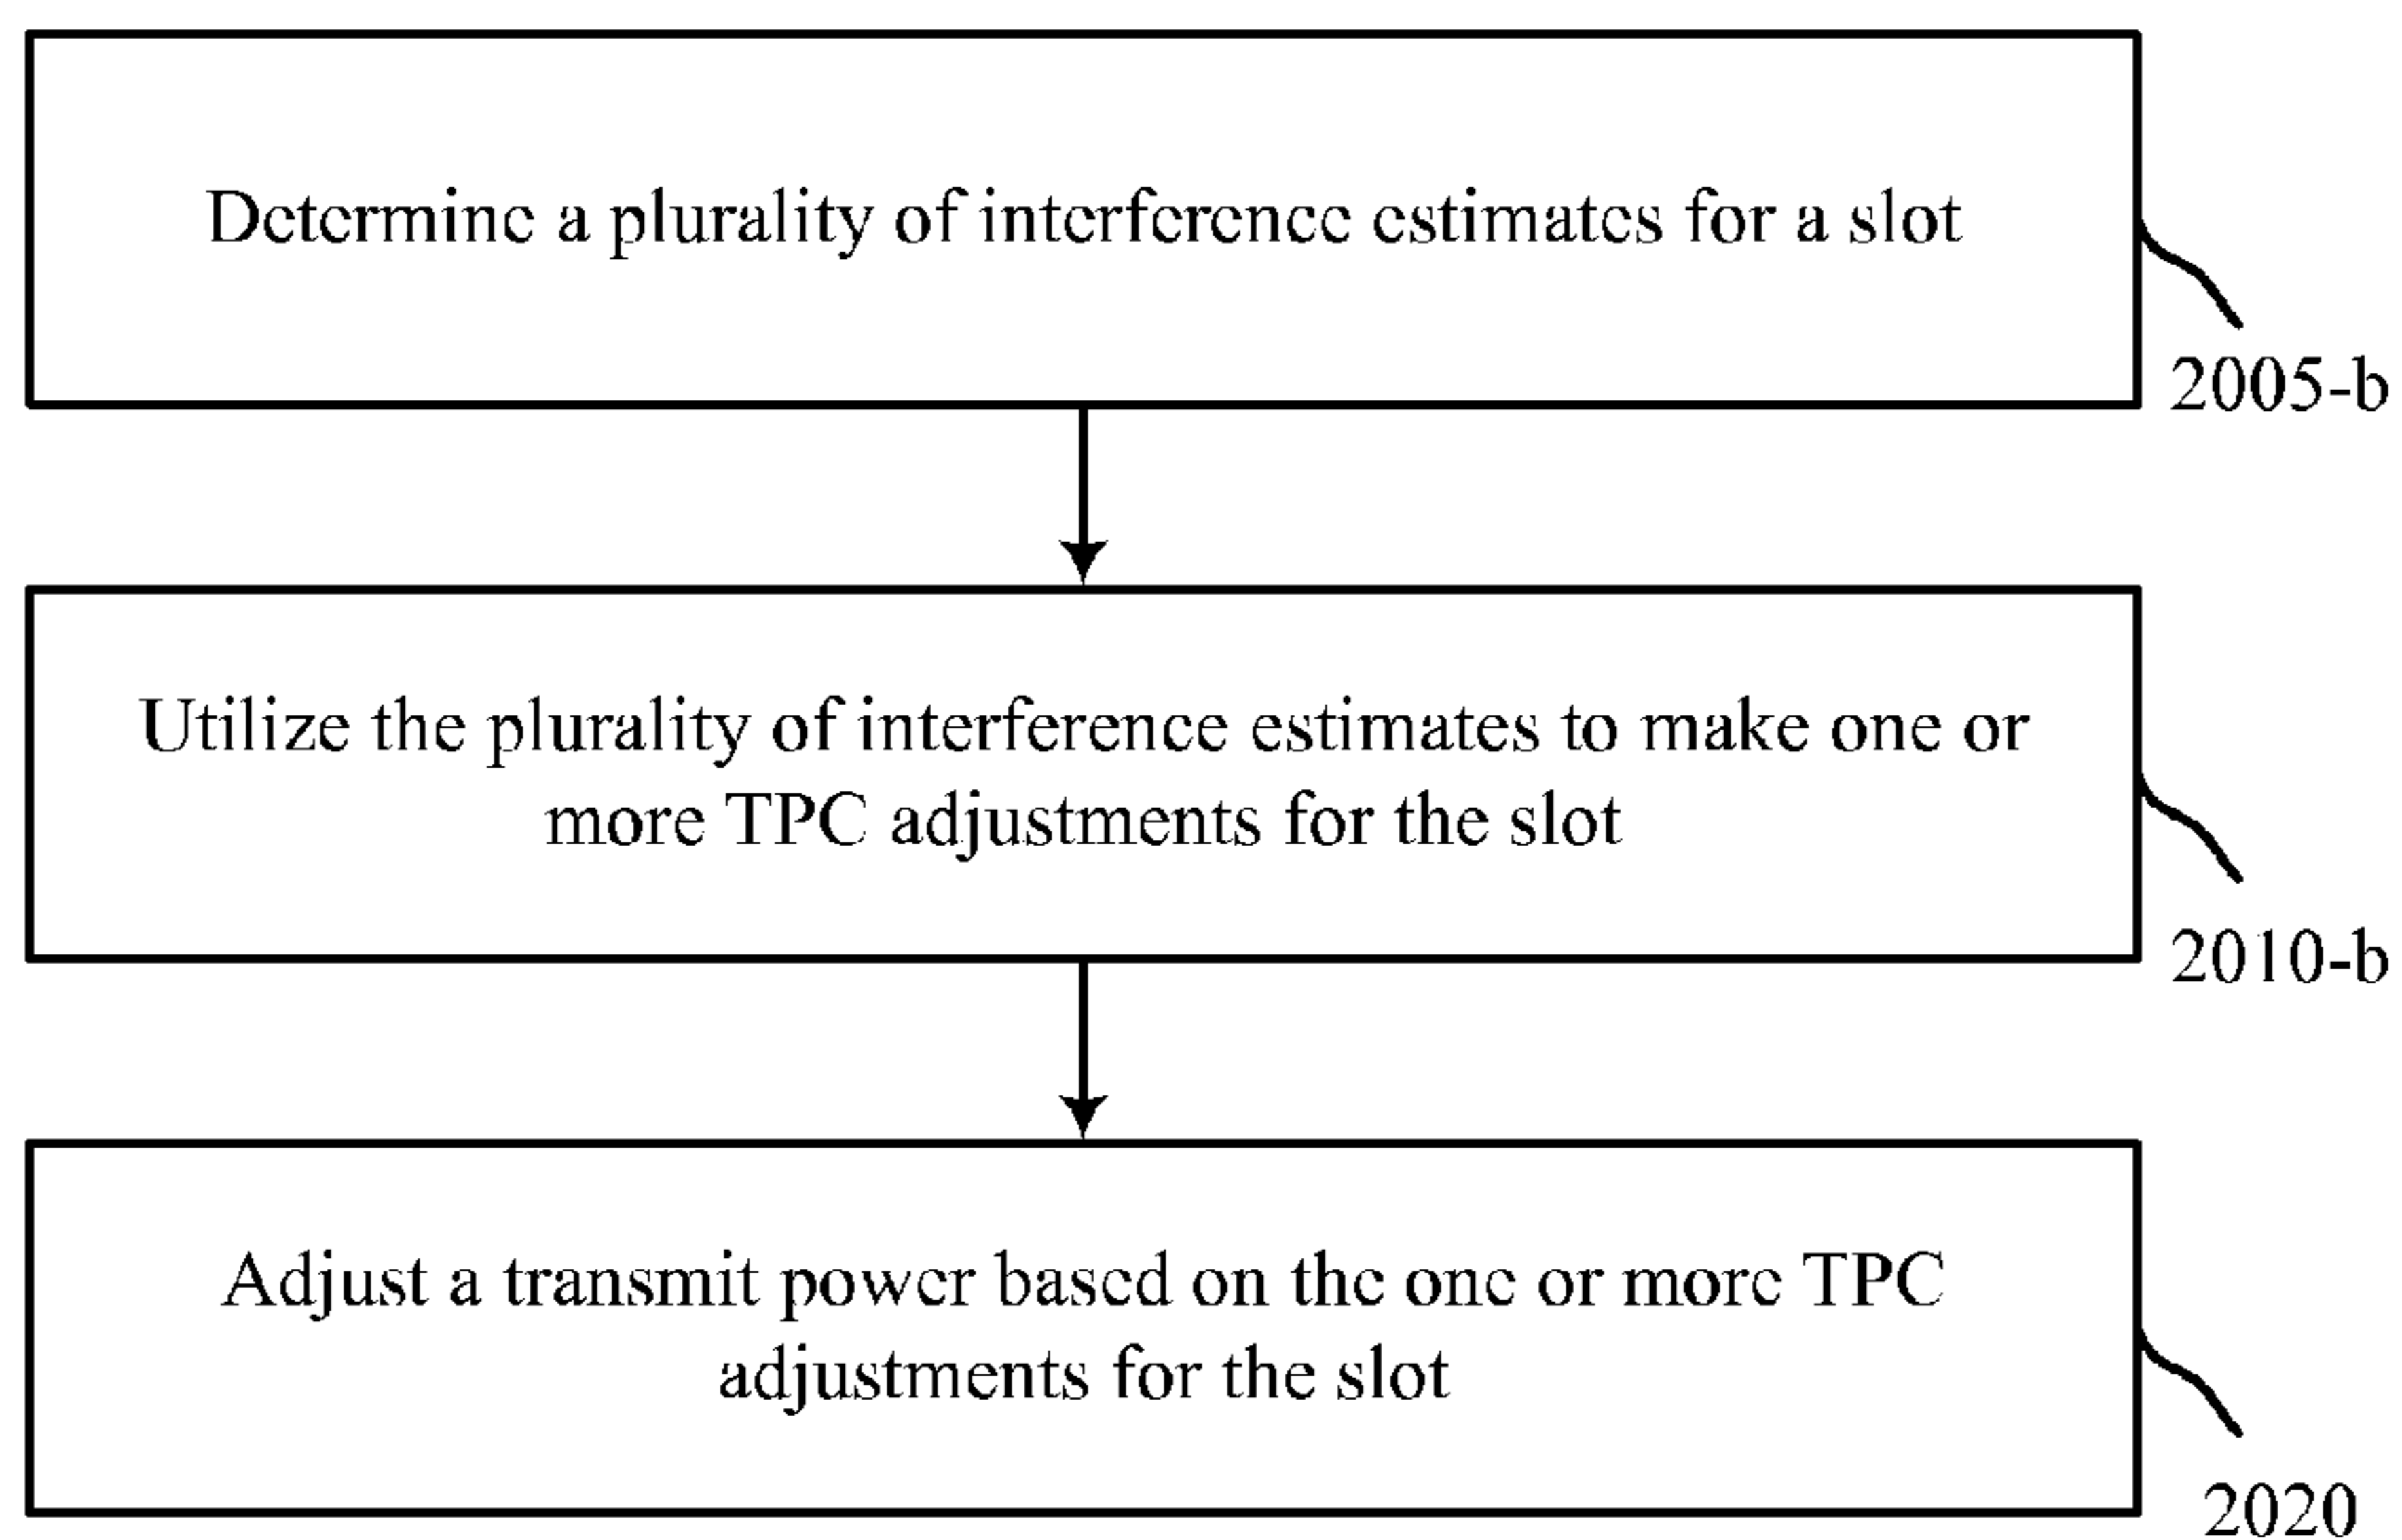 Determine a plurality of interference estimates for a slot
2005-b
Utilize the plurality of interference estimates to make one or
more TPC adjustments for the slot
2010-b
Adjust a transmit power based on the one or more TPC
adjustments for the slot
2020